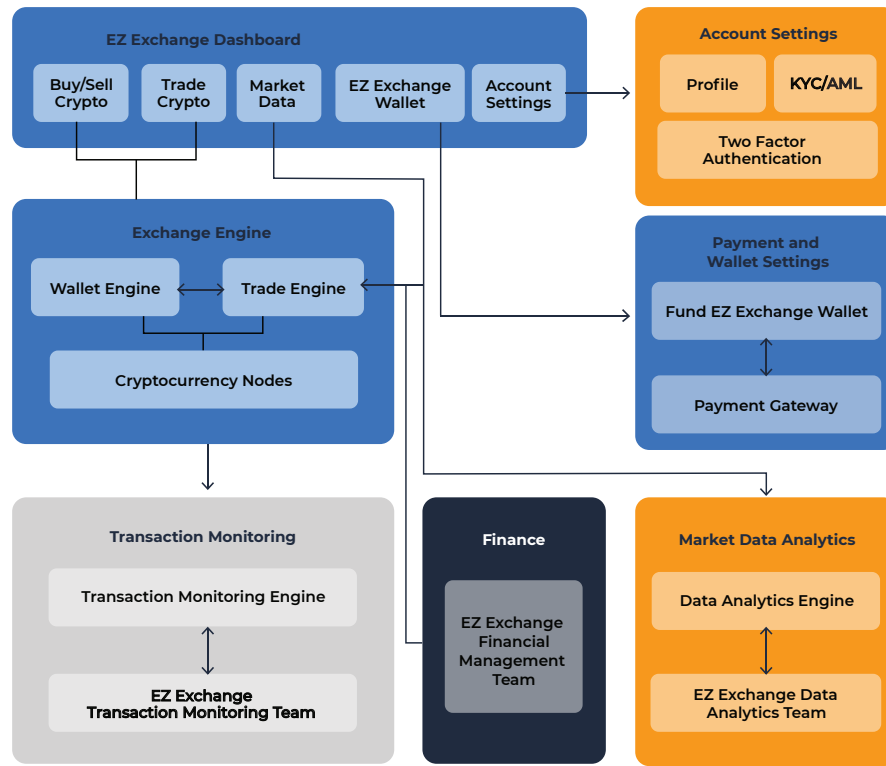 EZ Exchange Dashboard
Buy/Sell
Crypto
Trade
Crypto
Market
Data
EZ Exchange
Wallet
Account
Settings
Account Settings
Profile
KYC/AML
Two Factor
Authentication
Exchange Engine
Wallet Engine
Trade Engine
Cryptocurrency Nodes
Payment and
Wallet Settings
Fund EZ Exchange Wallet
Payment Gateway
Transaction Monitoring
Transaction Monitoring Engine
EZ Exchange
Transaction Monitoring Team
Finance
EZ Exchange
Financial
Management
Team
Market Data Analytics
Data Analytics Engine
EZ Exchange Data
Analytics Team